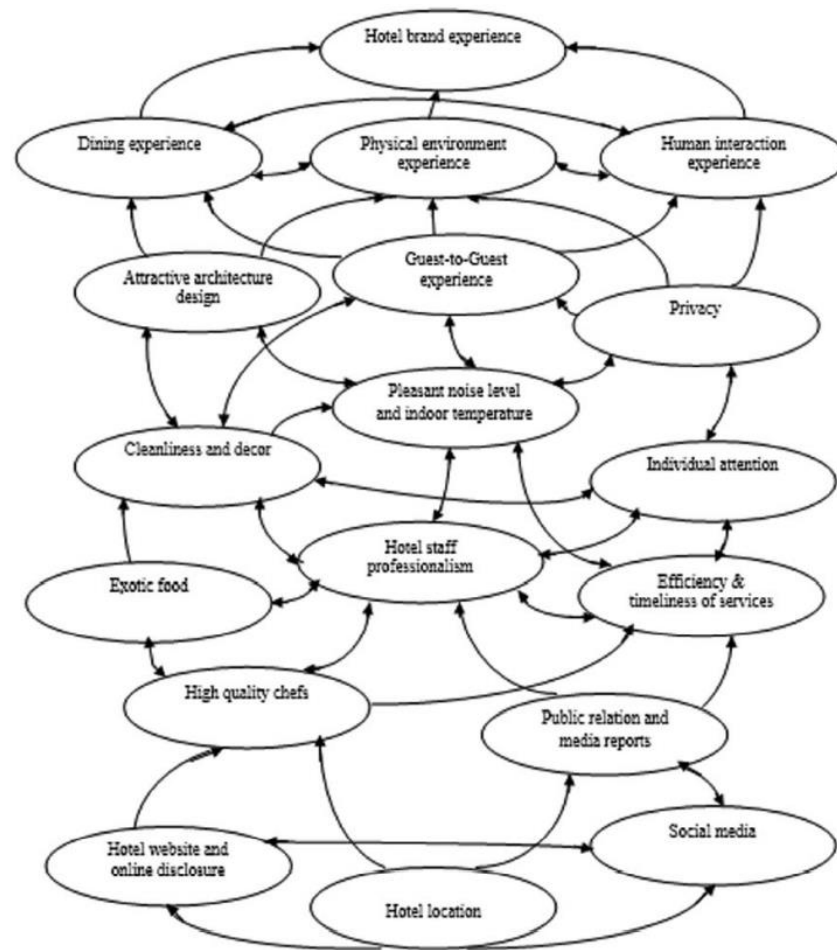 Hotel brand experience
Dining experience
Physical environment
experience
Human interaction
experience
Attractive architecture
design
Guest-to-Guest
experience
Privacy
Pleasant noise level
and indoor temperature
Cleanliness and decor
Individual attention
Hotel staff
professionalism
Exotic food
Efficiency &
timeliness of services
High quality chefs
Public relation and
media reports
Hotel website and
online disclosure
Social media
Hotel location